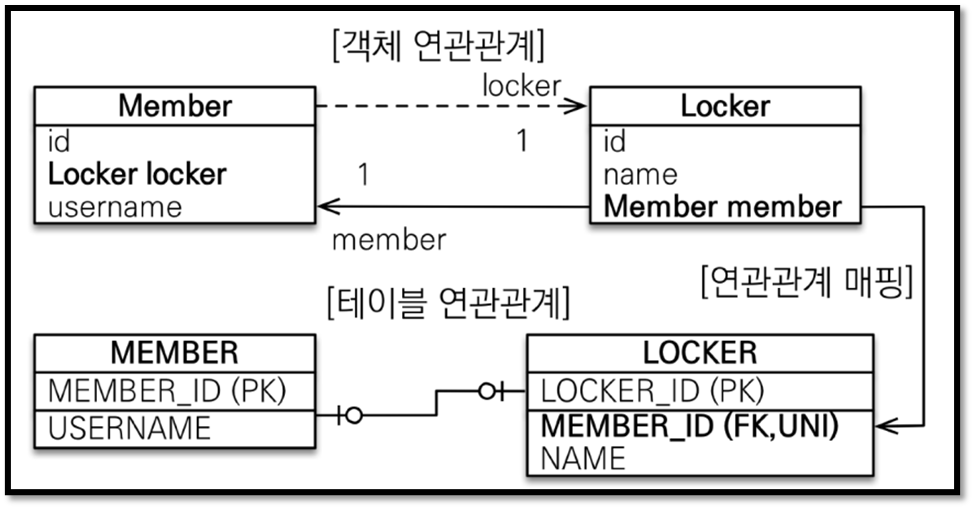 [객체 연관관계]
Member
id
Locker locker
username
locker
1
1
member
Locker
id
name
Member member
[연관관계 매핑]
[테이블 연관관계]
MEMBER
MEMBER_ID (PK)
USERNAME
LOCKER
LOCKER_ID (PK)
MEMBER_ID (FK,UNI)
NAME